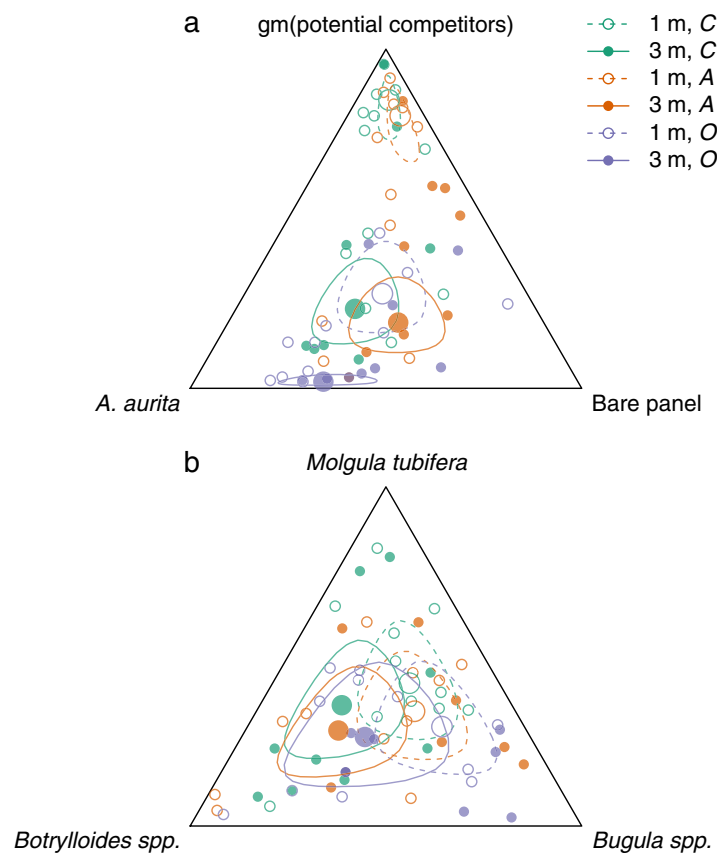 a
gm(potential competitors)
1 m, C
3 m, C
1 m, A
3 m, A
1 m, O
3 m, O
A. aurita
Bare panel
b
Molgula tubifera
Botrylloides spp.
Bugula spp.